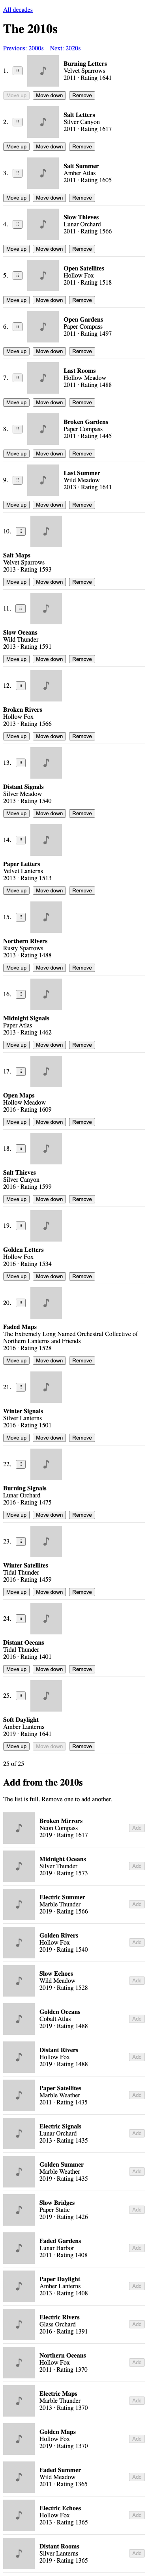 All decades
The 2010s
Previous: 2000s Next: 2020s
1. Burning Letters
Velvet Sparrows
2011 · Rating 1641
Move up Move down Remove
2. Salt Letters
Silver Canyon
2011 · Rating 1617
Move up Move down Remove
3. Salt Summer
Amber Atlas
2011 · Rating 1605
Move up Move down Remove
4. Slow Thieves
Lunar Orchard
2011 · Rating 1566
Move up Move down Remove
5. Open Satellites
Hollow Fox
2011 · Rating 1518
Move up Move down Remove
6. Open Gardens
Paper Compass
2011 · Rating 1497
Move up Move down Remove
7. Last Rooms
Hollow Meadow
2011 · Rating 1488
Move up Move down Remove
8. Broken Gardens
Paper Compass
2011 · Rating 1445
Move up Move down Remove
9. Last Summer
Wild Meadow
2013 · Rating 1641
Move up Move down Remove
10.
Salt Maps
Velvet Sparrows
2013 · Rating 1593
Move up Move down Remove
11.
Slow Oceans
Wild Thunder
2013 · Rating 1591
Move up Move down Remove
12.
Broken Rivers
Hollow Fox
2013 · Rating 1566
Move up Move down Remove
13.
Distant Signals
Silver Meadow
2013 · Rating 1540
Move up Move down Remove
14.
Paper Letters
Velvet Lanterns
2013 · Rating 1513
Move up Move down Remove
15.
Northern Rivers
Rusty Sparrows
2013 · Rating 1488
Move up Move down Remove
16.
Midnight Signals
Paper Atlas
2013 · Rating 1462
Move up Move down Remove
17.
Open Maps
Hollow Meadow
2016 · Rating 1609
Move up Move down Remove
18.
Salt Thieves
Silver Canyon
2016 · Rating 1599
Move up Move down Remove
19.
Golden Letters
Hollow Fox
2016 · Rating 1534
Move up Move down Remove
20.
Faded Maps
The Extremely Long Named Orchestral Collective of
Northern Lanterns and Friends
2016 · Rating 1528
Move up Move down Remove
21.
Winter Signals
Silver Lanterns
2016 · Rating 1501
Move up Move down Remove
22.
Burning Signals
Lunar Orchard
2016 · Rating 1475
Move up Move down Remove
23.
Winter Satellites
Tidal Thunder
2016 · Rating 1459
Move up Move down Remove
24.
Distant Oceans
Tidal Thunder
2016 · Rating 1401
Move up Move down Remove
25.
Soft Daylight
Amber Lanterns
2019 · Rating 1641
Move up Move down Remove
25 of 25
Add from the 2010s
The list is full. Remove one to add another.
Broken Mirrors
Neon Compass Add
2019 · Rating 1617
Midnight Oceans
Silver Thunder Add
2019 · Rating 1573
Electric Summer
Marble Thunder Add
2019 · Rating 1566
Golden Rivers
Hollow Fox Add
2019 · Rating 1540
Slow Echoes
Wild Meadow Add
2019 · Rating 1528
Golden Oceans
Cobalt Atlas Add
2019 · Rating 1488
Distant Rivers
Hollow Fox Add
2019 · Rating 1488
Paper Satellites
Marble Weather Add
2011 · Rating 1435
Electric Signals
Lunar Orchard Add
2013 · Rating 1435
Golden Summer
Marble Weather Add
2019 · Rating 1435
Slow Bridges
Paper Static Add
2019 · Rating 1426
Faded Gardens
Lunar Harbor Add
2011 · Rating 1408
Paper Daylight
Amber Lanterns Add
2013 · Rating 1408
Electric Rivers
Glass Orchard Add
2016 · Rating 1391
Northern Oceans
Hollow Fox Add
2011 · Rating 1370
Electric Maps
Marble Thunder Add
2013 · Rating 1370
Golden Maps
Hollow Fox Add
2019 · Rating 1370
Faded Summer
Wild Meadow Add
2011 · Rating 1365
Electric Echoes
Hollow Fox Add
2013 · Rating 1365
Distant Rooms
Silver Lanterns Add
2019 · Rating 1365